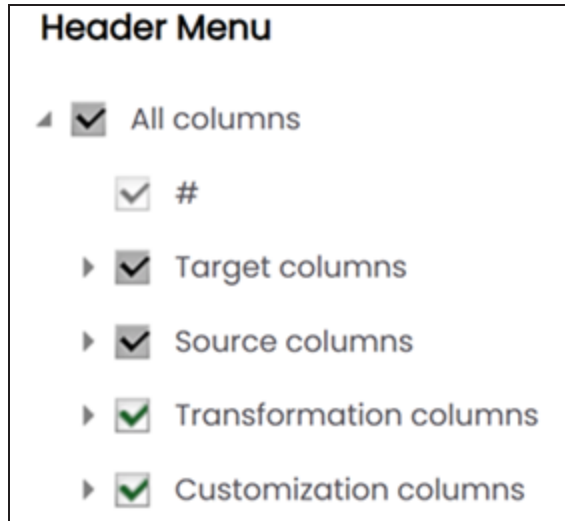 Header Menu
All columns
#
Target columns
Source columns
Transformation columns
Customization columns